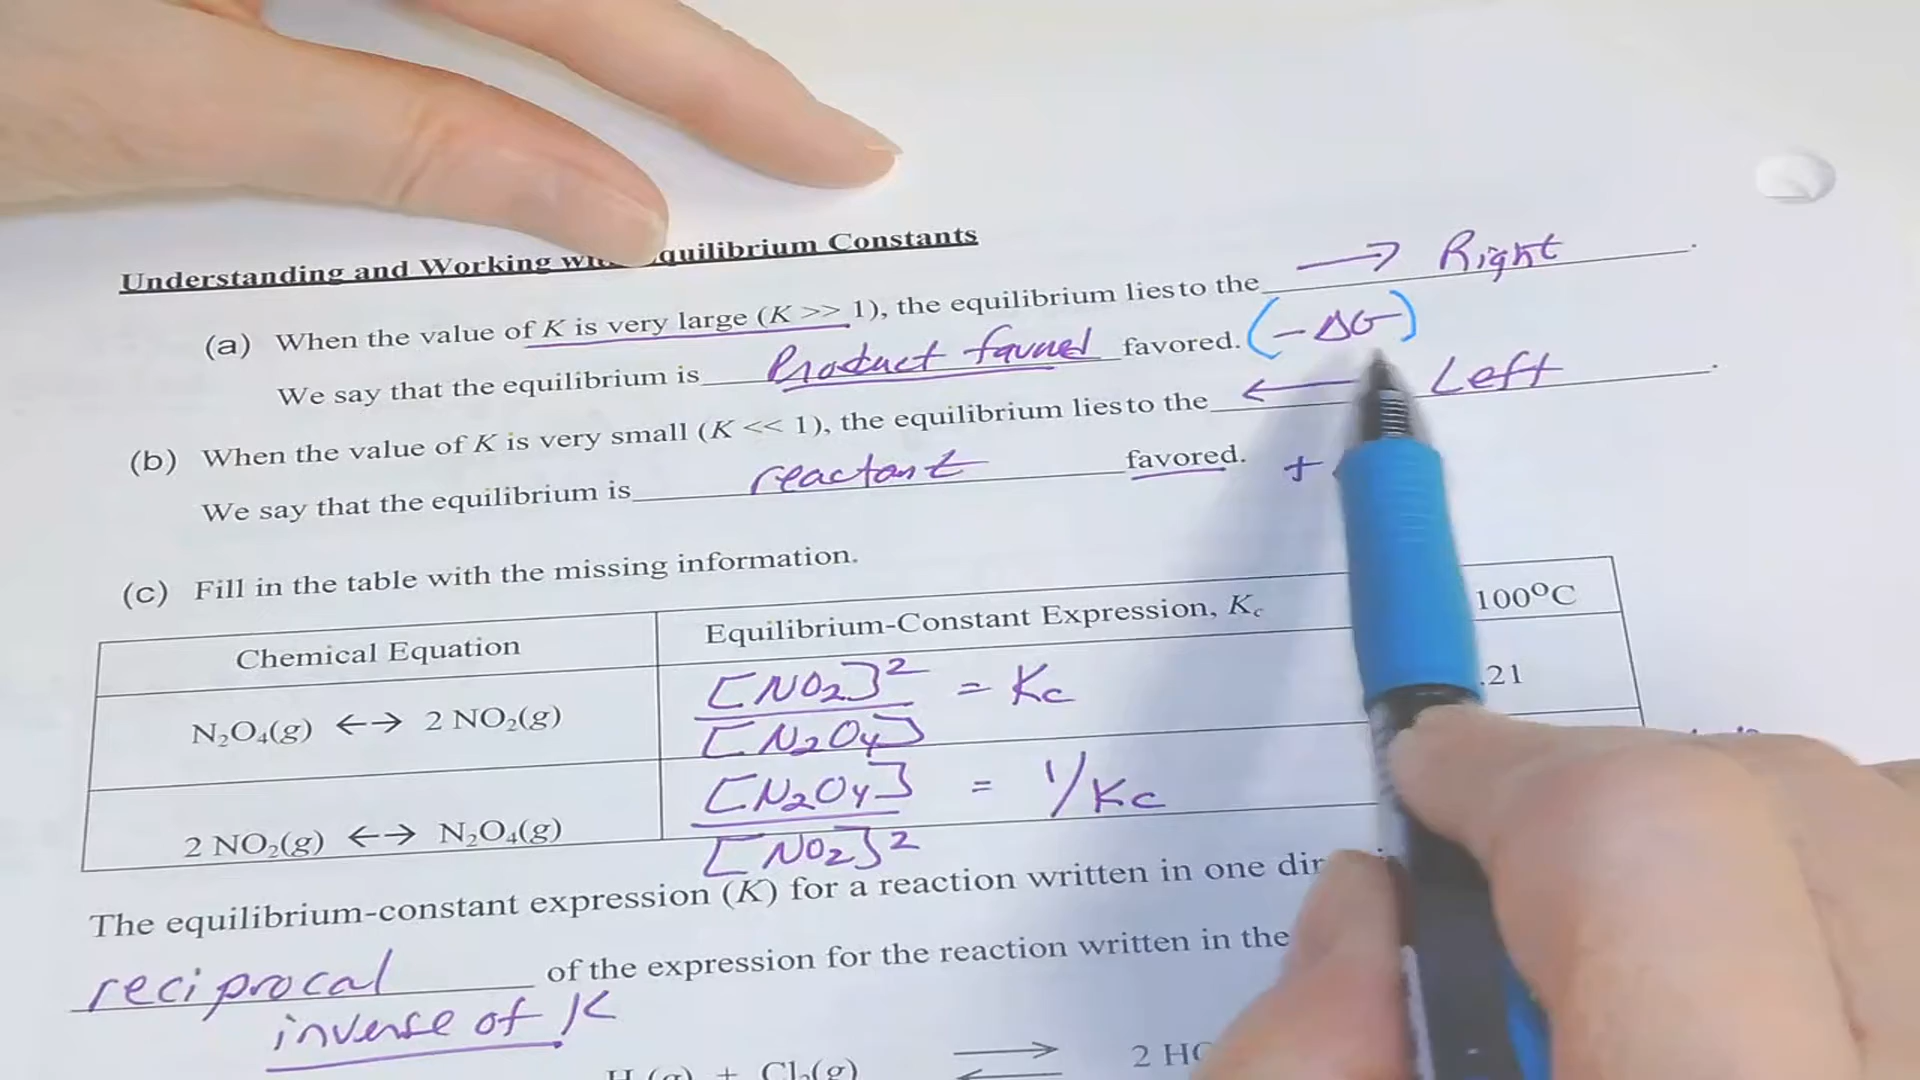 Understanding and Working quilibrium Constants
(a) When the value of K is very large (K >> 1), the equilibrium lies to the → Right.
We say that the equilibrium is Product favored. (-ΔG)
(b) When the value of K is very small (K << 1), the equilibrium lies to the ← Left.
We say that the equilibrium is reactant favored. +
(c) Fill in the table with the missing information.
Chemical Equation Equilibrium-Constant Expression, Kc 100°C
N₂O₄(g) ←→ 2 NO₂(g) [NO₂]² / [N₂O₄] = Kc .21
2 NO₂(g) ←→ N₂O₄(g) [N₂O₄] / [NO₂]² = 1/Kc
The equilibrium-constant expression (K) for a reaction written in one
reciprocal of the expression for the reaction written in the
inverse of K
H (g) + Cl₂(g) ⇌ 2 HC